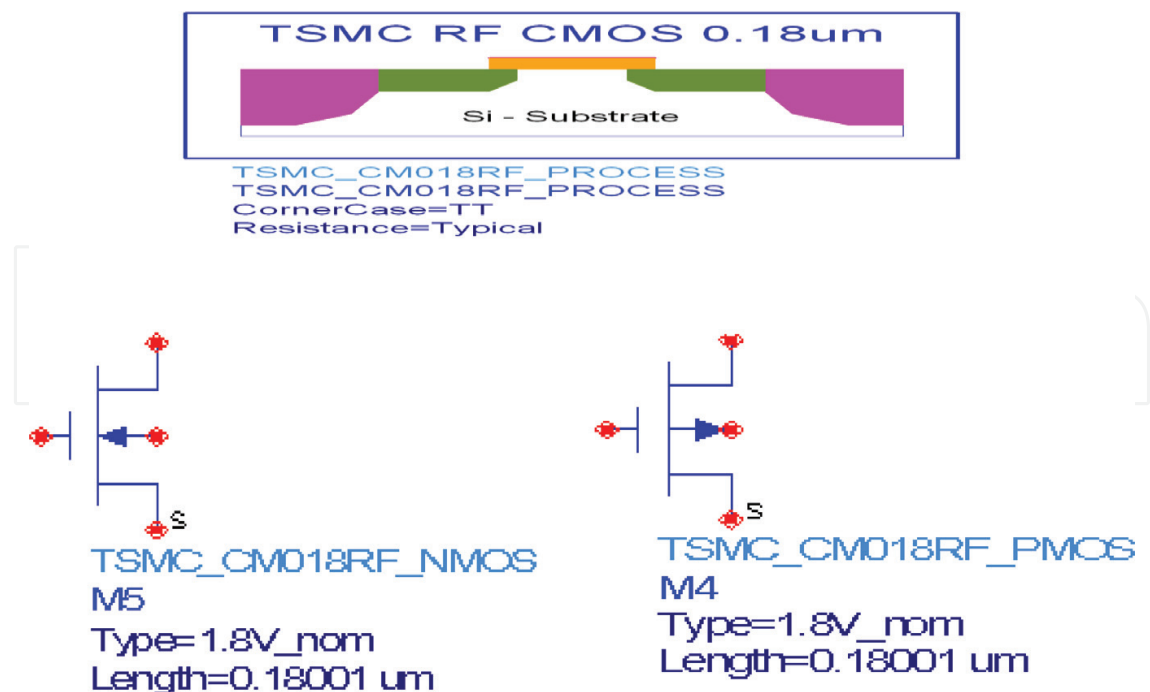 TSMC RF CMOS 0.18um
Si - Substrate
TSMC_CM018RF_PROCESS
TSMC_CM018RF_PROCESS
CornerCase=TT
Resistance=Typical
S
TSMC_CM018RF_NMOS
M5
Type=1.8V_nom
Length=0.18001 um
S
TSMC_CM018RF_PMOS
M4
Type=1.8V_nom
Length=0.18001 um